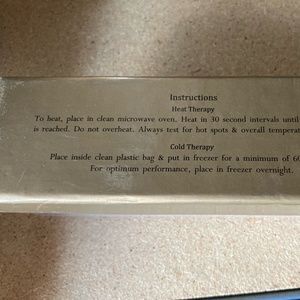 Instructions
Heat Therapy
To heat, place in clean microwave oven. Heat in 30 second intervals until
is reached. Do not overheat. Always test for hot spots & overall temperat
Cold Therapy
Place inside clean plastic bag & put in freezer for a minimum of 60
For optimum performance, place in freezer overnight.